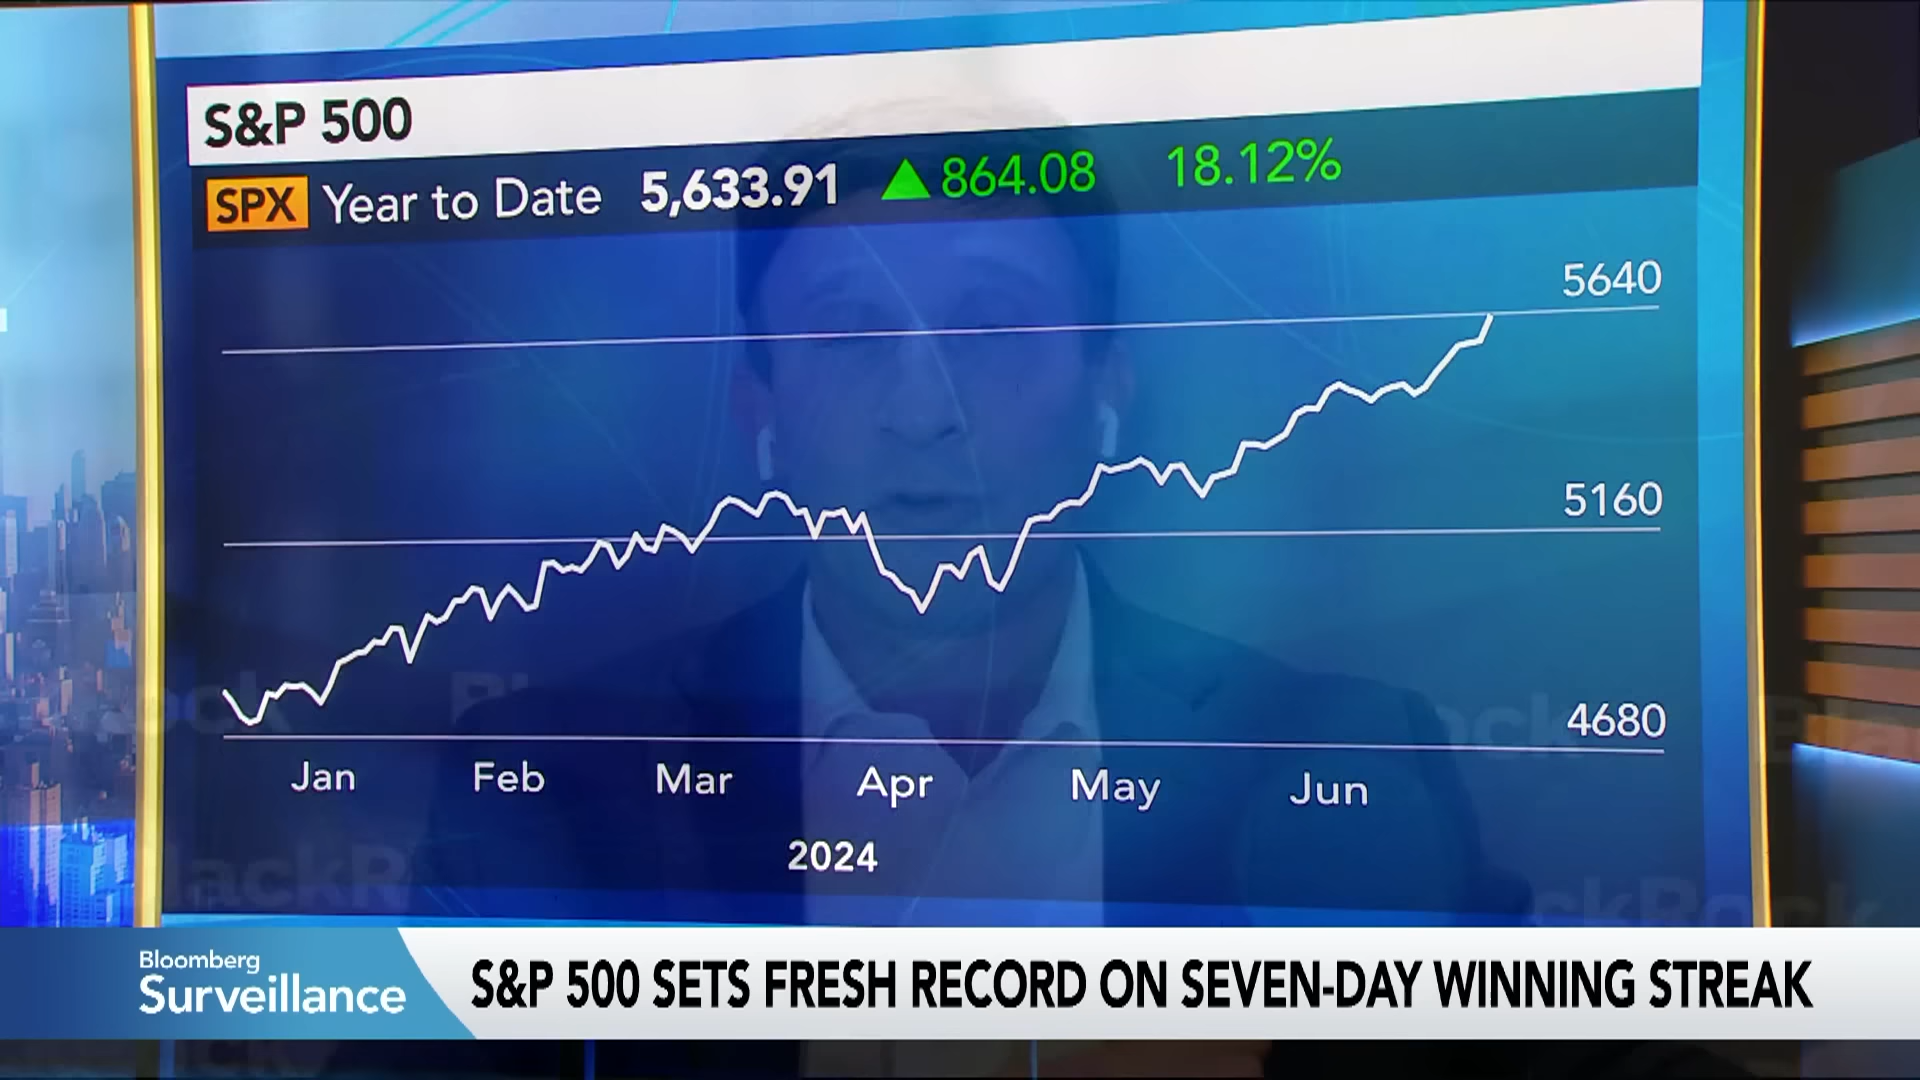 S&P 500
SPX Year to Date 5,633.91 ▲864.08 18.12%
5640
5160
4680
Jan Feb Mar Apr May Jun
2024
Bloomberg
Surveillance
S&P 500 SETS FRESH RECORD ON SEVEN-DAY WINNING STREAK